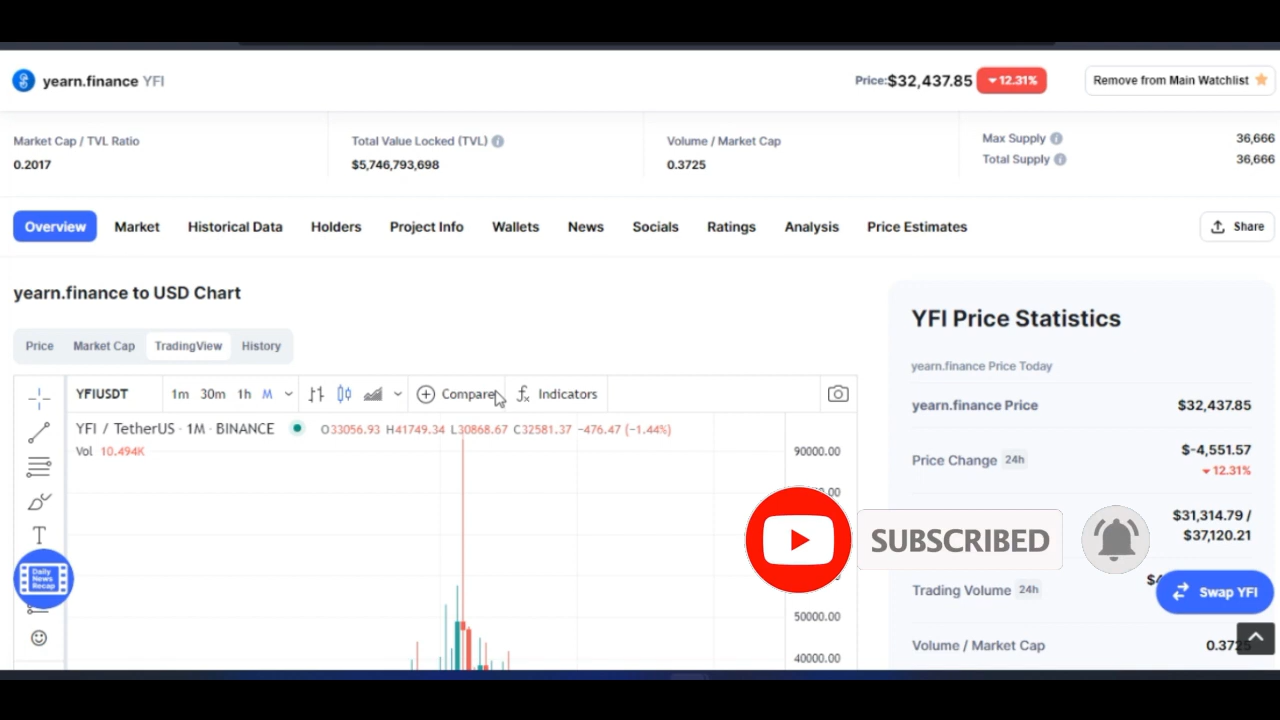 yearn.finance YFI
Price:$32,437.85 12.31%
Remove from Main Watchlist
Market Cap / TVL Ratio
0.2017
Total Value Locked (TVL)
$5,746,793,698
Volume / Market Cap
0.3725
Max Supply 36,666
Total Supply 36,666
Overview Market Historical Data Holders Project Info Wallets News Socials Ratings Analysis Price Estimates
Share
yearn.finance to USD Chart
Price Market Cap TradingView History
YFIUSDT 1m 30m 1h M Compare Indicators
YFI / TetherUS · 1M · BINANCE O33056.93 H41749.34 L30868.67 C32581.37 −476.47 (−1.44%)
Vol 10.494K
90000.00
50000.00
40000.00
T
Daily
News
Recap
YFI Price Statistics
yearn.finance Price Today
yearn.finance Price $32,437.85
Price Change 24h $-4,551.57
12.31%
$31,314.79 /
$37,120.21
SUBSCRIBED
Trading Volume 24h
Swap YFI
Volume / Market Cap 0.3725